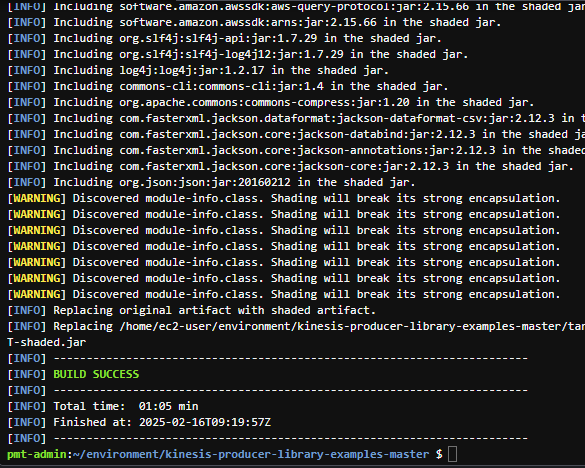 [INFO] Including software.amazon.awssdk:aws-query-protocol:jar:2.15.66 in the shaded jar.
[INFO] Including software.amazon.awssdk:arns:jar:2.15.66 in the shaded jar.
[INFO] Including org.slf4j:slf4j-api:jar:1.7.29 in the shaded jar.
[INFO] Including org.slf4j:slf4j-log4j12:jar:1.7.29 in the shaded jar.
[INFO] Including log4j:log4j:jar:1.2.17 in the shaded jar.
[INFO] Including commons-cli:commons-cli:jar:1.4 in the shaded jar.
[INFO] Including org.apache.commons:commons-compress:jar:1.20 in the shaded jar.
[INFO] Including com.fasterxml.jackson.dataformat:jackson-dataformat-csv:jar:2.12.3 in t
[INFO] Including com.fasterxml.jackson.core:jackson-databind:jar:2.12.3 in the shaded ja
[INFO] Including com.fasterxml.jackson.core:jackson-annotations:jar:2.12.3 in the shaded
[INFO] Including com.fasterxml.jackson.core:jackson-core:jar:2.12.3 in the shaded jar.
[INFO] Including org.json:json:jar:20160212 in the shaded jar.
[WARNING] Discovered module-info.class. Shading will break its strong encapsulation.
[WARNING] Discovered module-info.class. Shading will break its strong encapsulation.
[WARNING] Discovered module-info.class. Shading will break its strong encapsulation.
[WARNING] Discovered module-info.class. Shading will break its strong encapsulation.
[WARNING] Discovered module-info.class. Shading will break its strong encapsulation.
[WARNING] Discovered module-info.class. Shading will break its strong encapsulation.
[WARNING] Discovered module-info.class. Shading will break its strong encapsulation.
[INFO] Replacing original artifact with shaded artifact.
[INFO] Replacing /home/ec2-user/environment/kinesis-producer-library-examples-master/tar
T-shaded.jar
[INFO] ------------------------------------------------------------------------
[INFO] BUILD SUCCESS
[INFO] ------------------------------------------------------------------------
[INFO] Total time:  01:05 min
[INFO] Finished at: 2025-02-16T09:19:57Z
[INFO] ------------------------------------------------------------------------
pmt-admin:~/environment/kinesis-producer-library-examples-master $